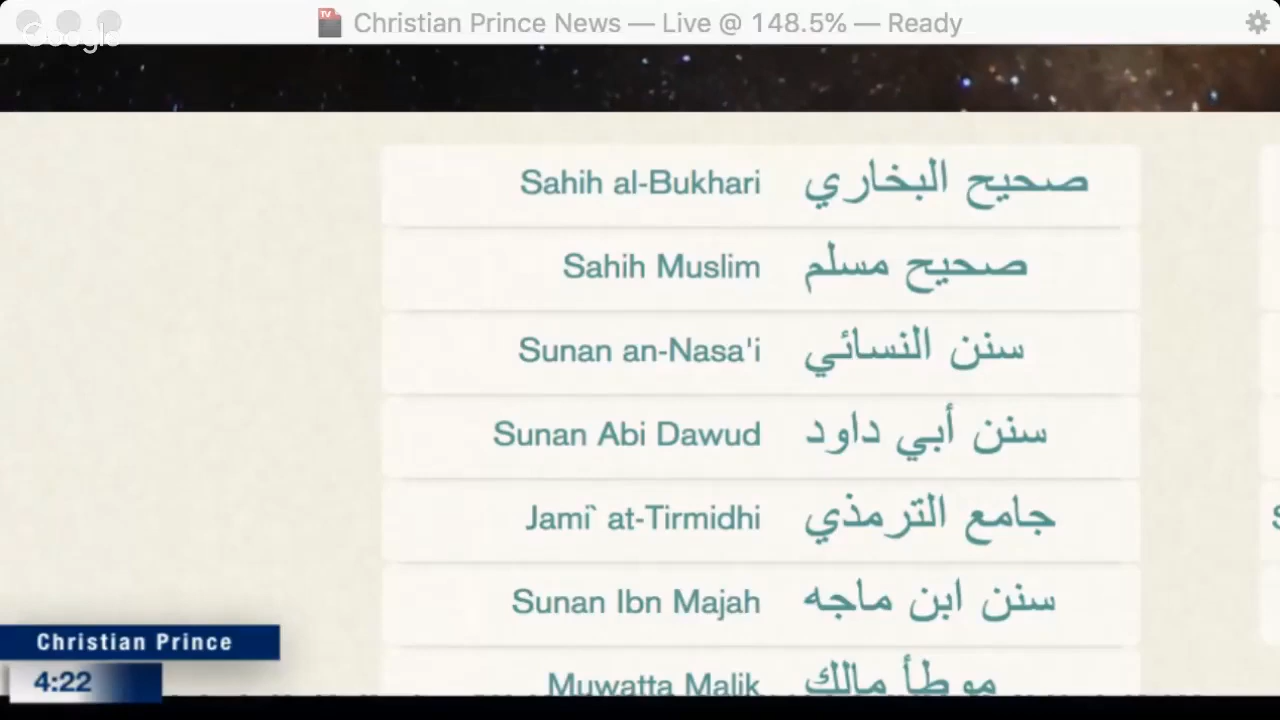 Google
Christian Prince News — Live @ 148.5% — Ready
Sahih al-Bukhari صحيح البخاري
Sahih Muslim صحيح مسلم
Sunan an-Nasa'i سنن النسائي
Sunan Abi Dawud سنن أبي داود
Jami` at-Tirmidhi جامع الترمذي
Sunan Ibn Majah سنن ابن ماجه
Muwatta Malik موطأ مالك
Christian Prince
4:22